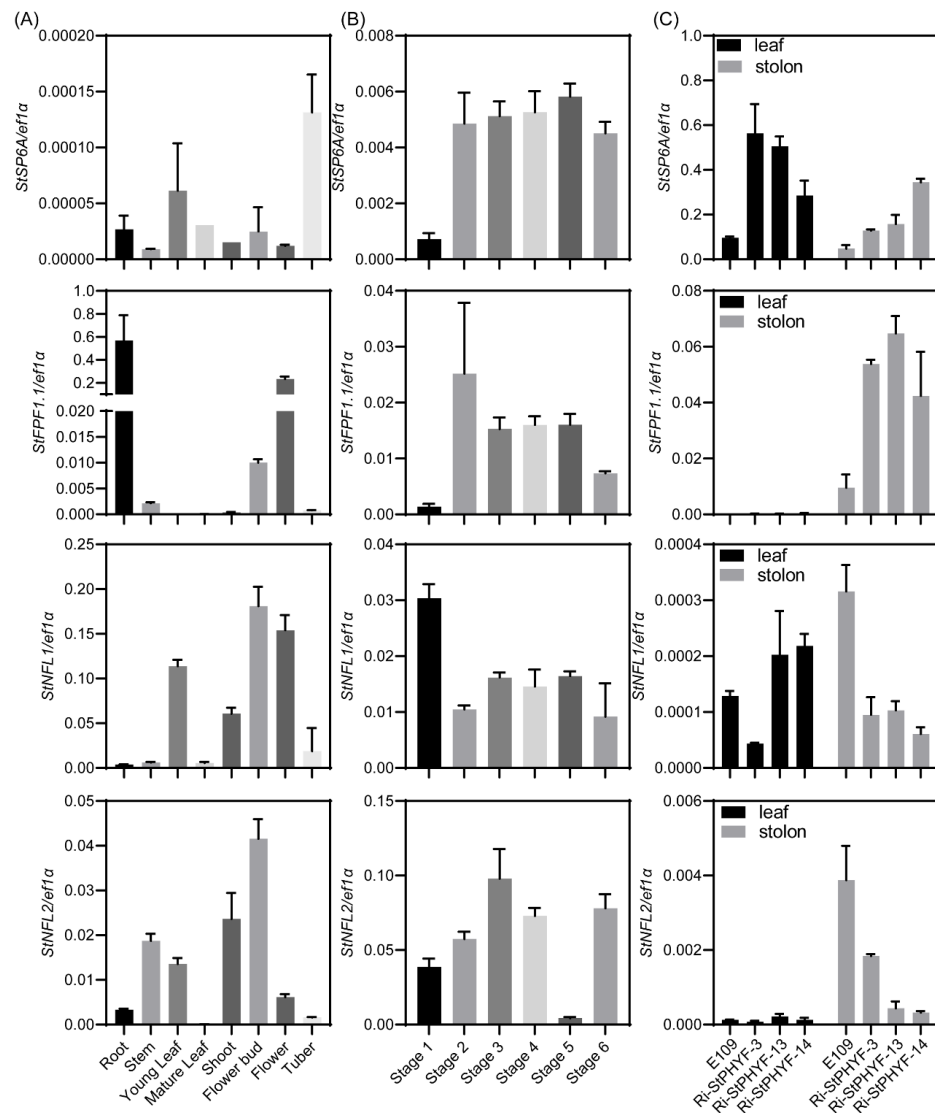 (A)
(B)
(C)
StSP6A/ef1α
0.00020
0.00015
0.00010
0.00005
0.00000
StSP6A/ef1α
0.008
0.006
0.004
0.002
0.000
StSP6A/ef1α
1.0
0.8
0.6
0.4
0.2
0.0
leaf
stolon
StFPF1.1/ef1α
1.0
0.8
0.6
0.4
0.2
0.020
0.015
0.010
0.005
0.000
StFPF1.1/ef1α
0.04
0.03
0.02
0.01
0.00
StFPF1.1/ef1α
0.08
0.06
0.04
0.02
0.00
leaf
stolon
StNFL1/ef1α
0.25
0.20
0.15
0.10
0.05
0.00
StNFL1/ef1α
0.04
0.03
0.02
0.01
0.00
StNFL1/ef1α
0.0004
0.0003
0.0002
0.0001
0.0000
leaf
stolon
StNFL2/ef1α
0.05
0.04
0.03
0.02
0.01
0.00
Root
Stem
Young Leaf
Mature Leaf
Shoot
Flower bud
Flower
Tuber
StNFL2/ef1α
0.15
0.10
0.05
0.00
Stage 1
Stage 2
Stage 3
Stage 4
Stage 5
Stage 6
StNFL2/ef1α
0.006
0.004
0.002
0.000
leaf
stolon
E109
Ri-StPHYF-3
Ri-StPHYF-13
Ri-StPHYF-14
E109
Ri-StPHYF-3
Ri-StPHYF-13
Ri-StPHYF-14